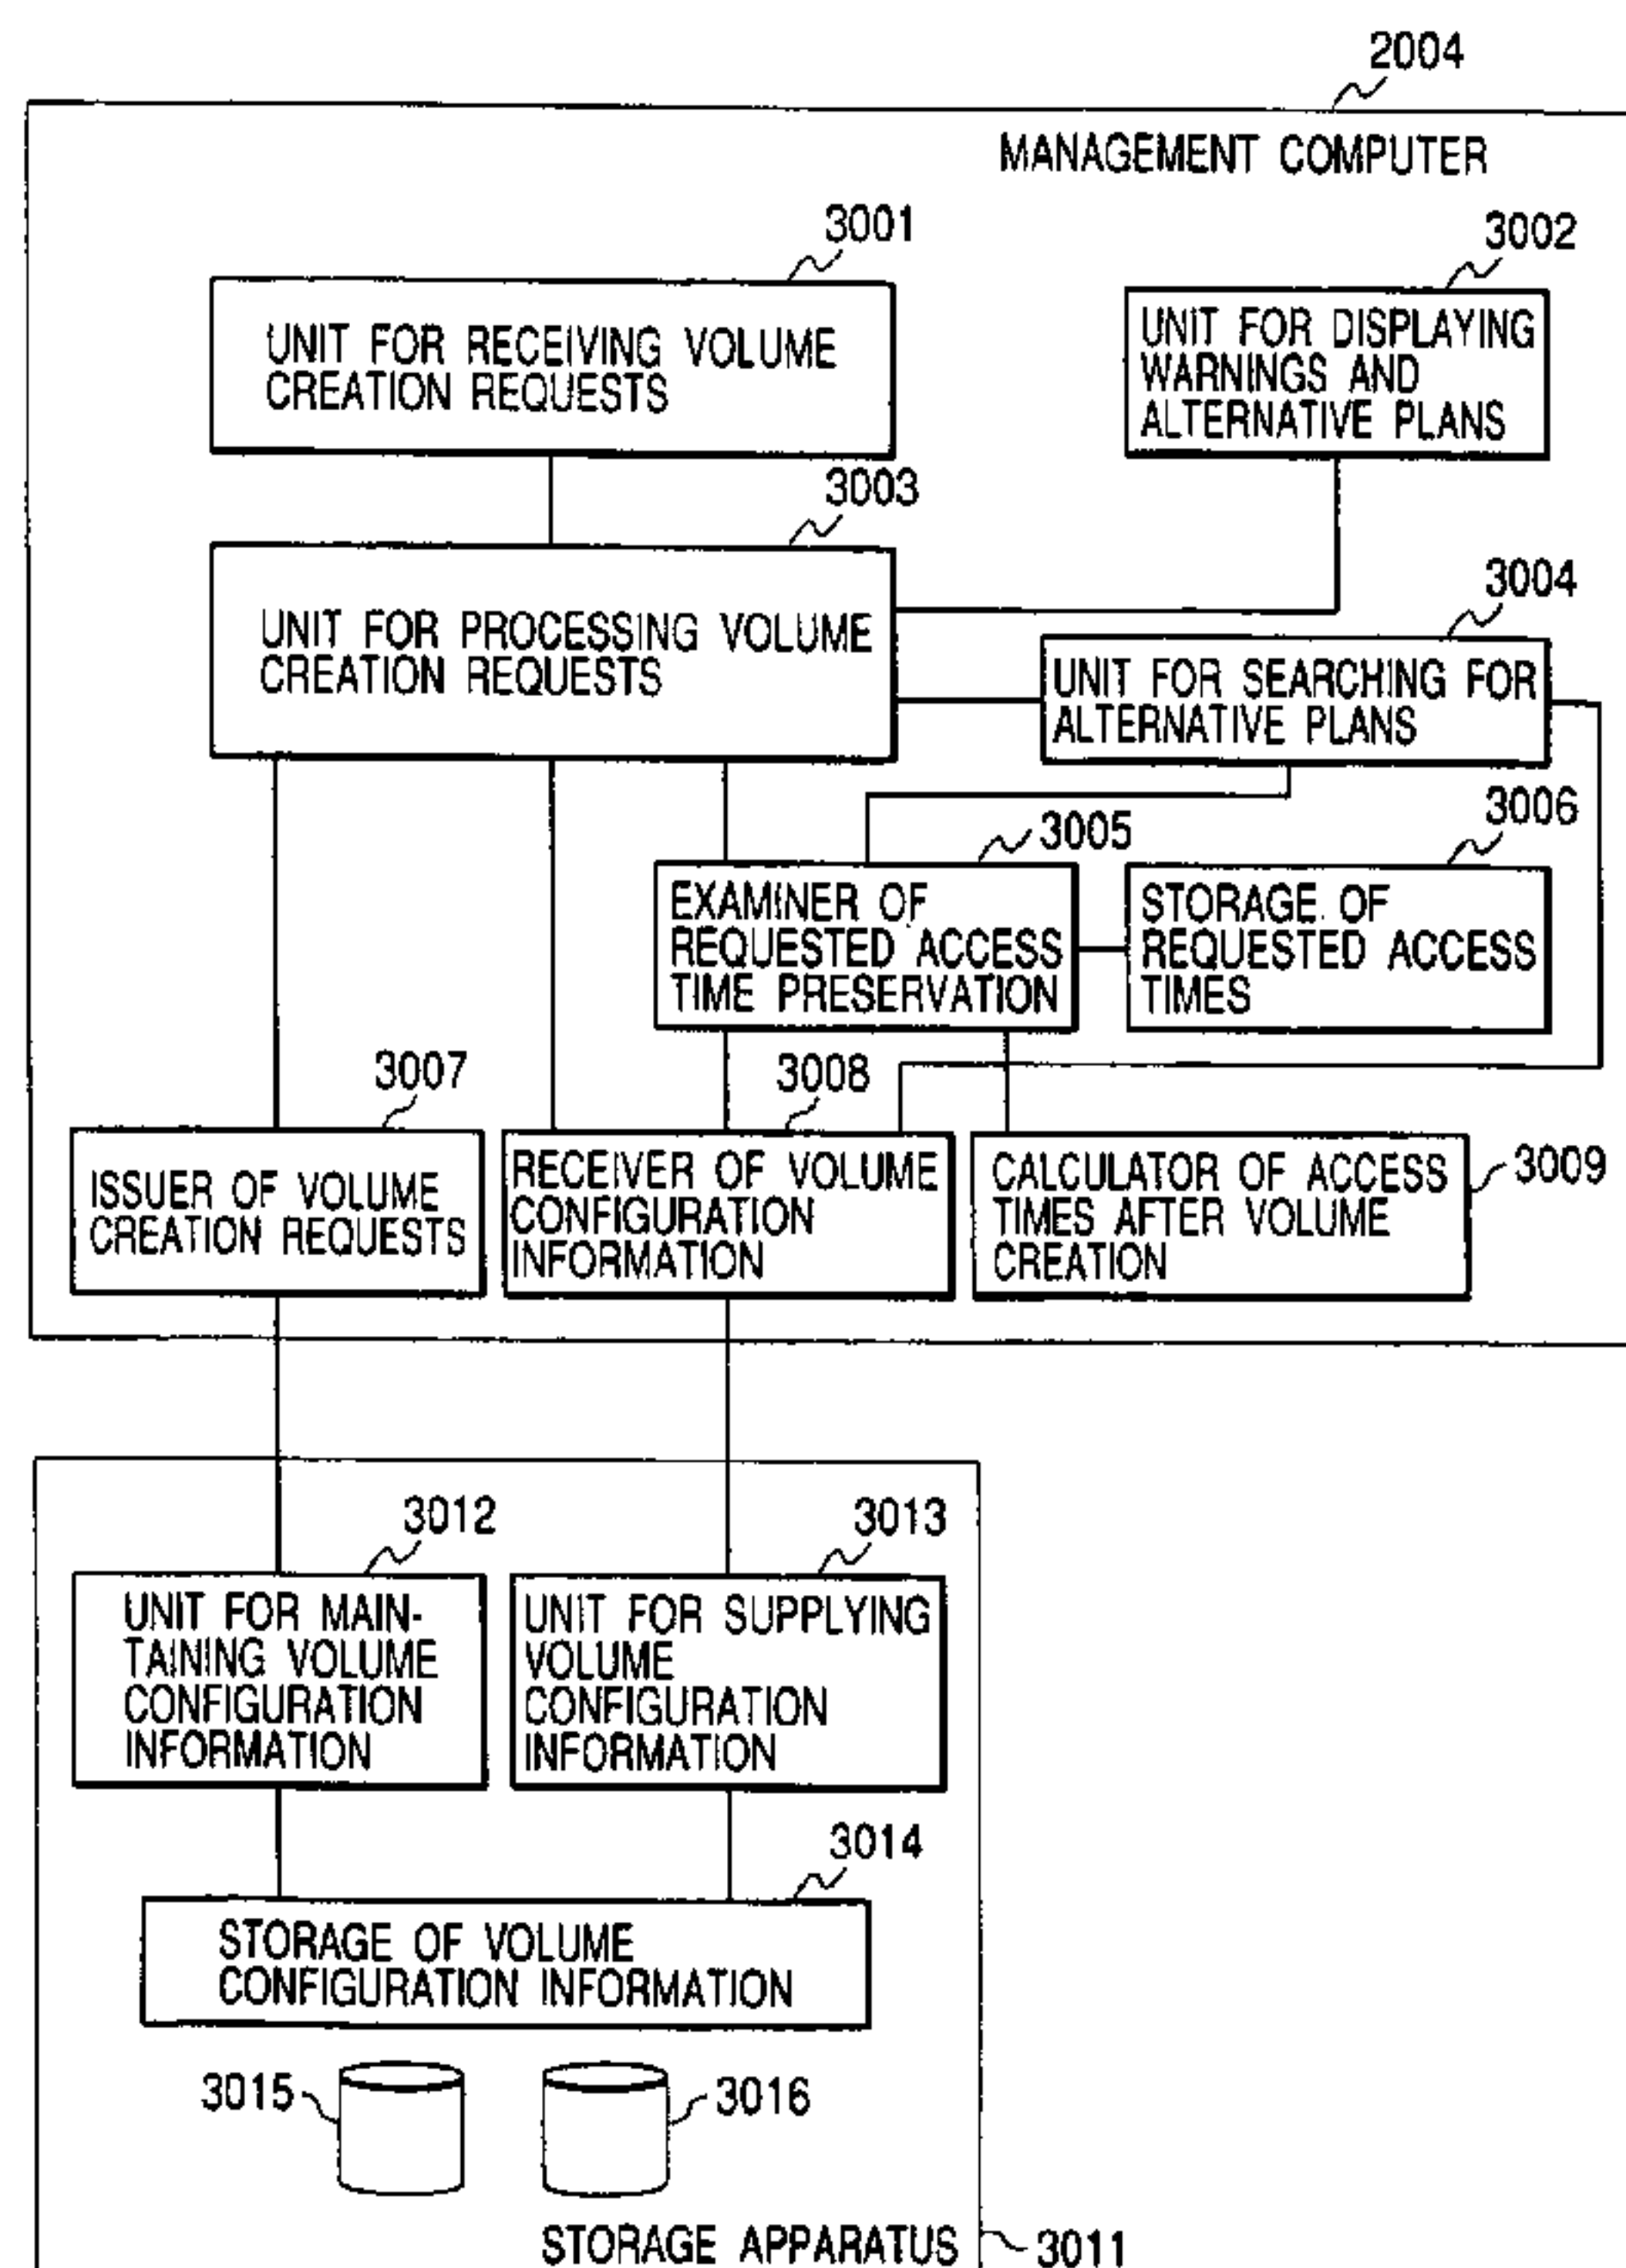 2004
MANAGEMENT COMPUTER
3001
3002
UNIT FOR RECEIVING VOLUME
CREATION REQUESTS
UNIT FOR DISPLAYING
WARNINGS AND
ALTERNATIVE PLANS
3003
UNIT FOR PROCESSING VOLUME
CREATION REQUESTS
3004
UNIT FOR SEARCHING FOR
ALTERNATIVE PLANS
3005
3006
EXAMINER OF
REQUESTED ACCESS
TIME PRESERVATION
STORAGE OF
REQUESTED ACCESS
TIMES
3007
3008
ISSUER OF VOLUME
CREATION REQUESTS
RECEIVER OF VOLUME
CONFIGURATION
INFORMATION
CALCULATOR OF ACCESS
TIMES AFTER VOLUME
CREATION
3009
3012
3013
UNIT FOR MAIN-
TAINING VOLUME
CONFIGURATION
INFORMATION
UNIT FOR SUPPLYING
VOLUME
CONFIGURATION
INFORMATION
3014
STORAGE OF VOLUME
CONFIGURATION INFORMATION
3015
3016
STORAGE APPARATUS
3011